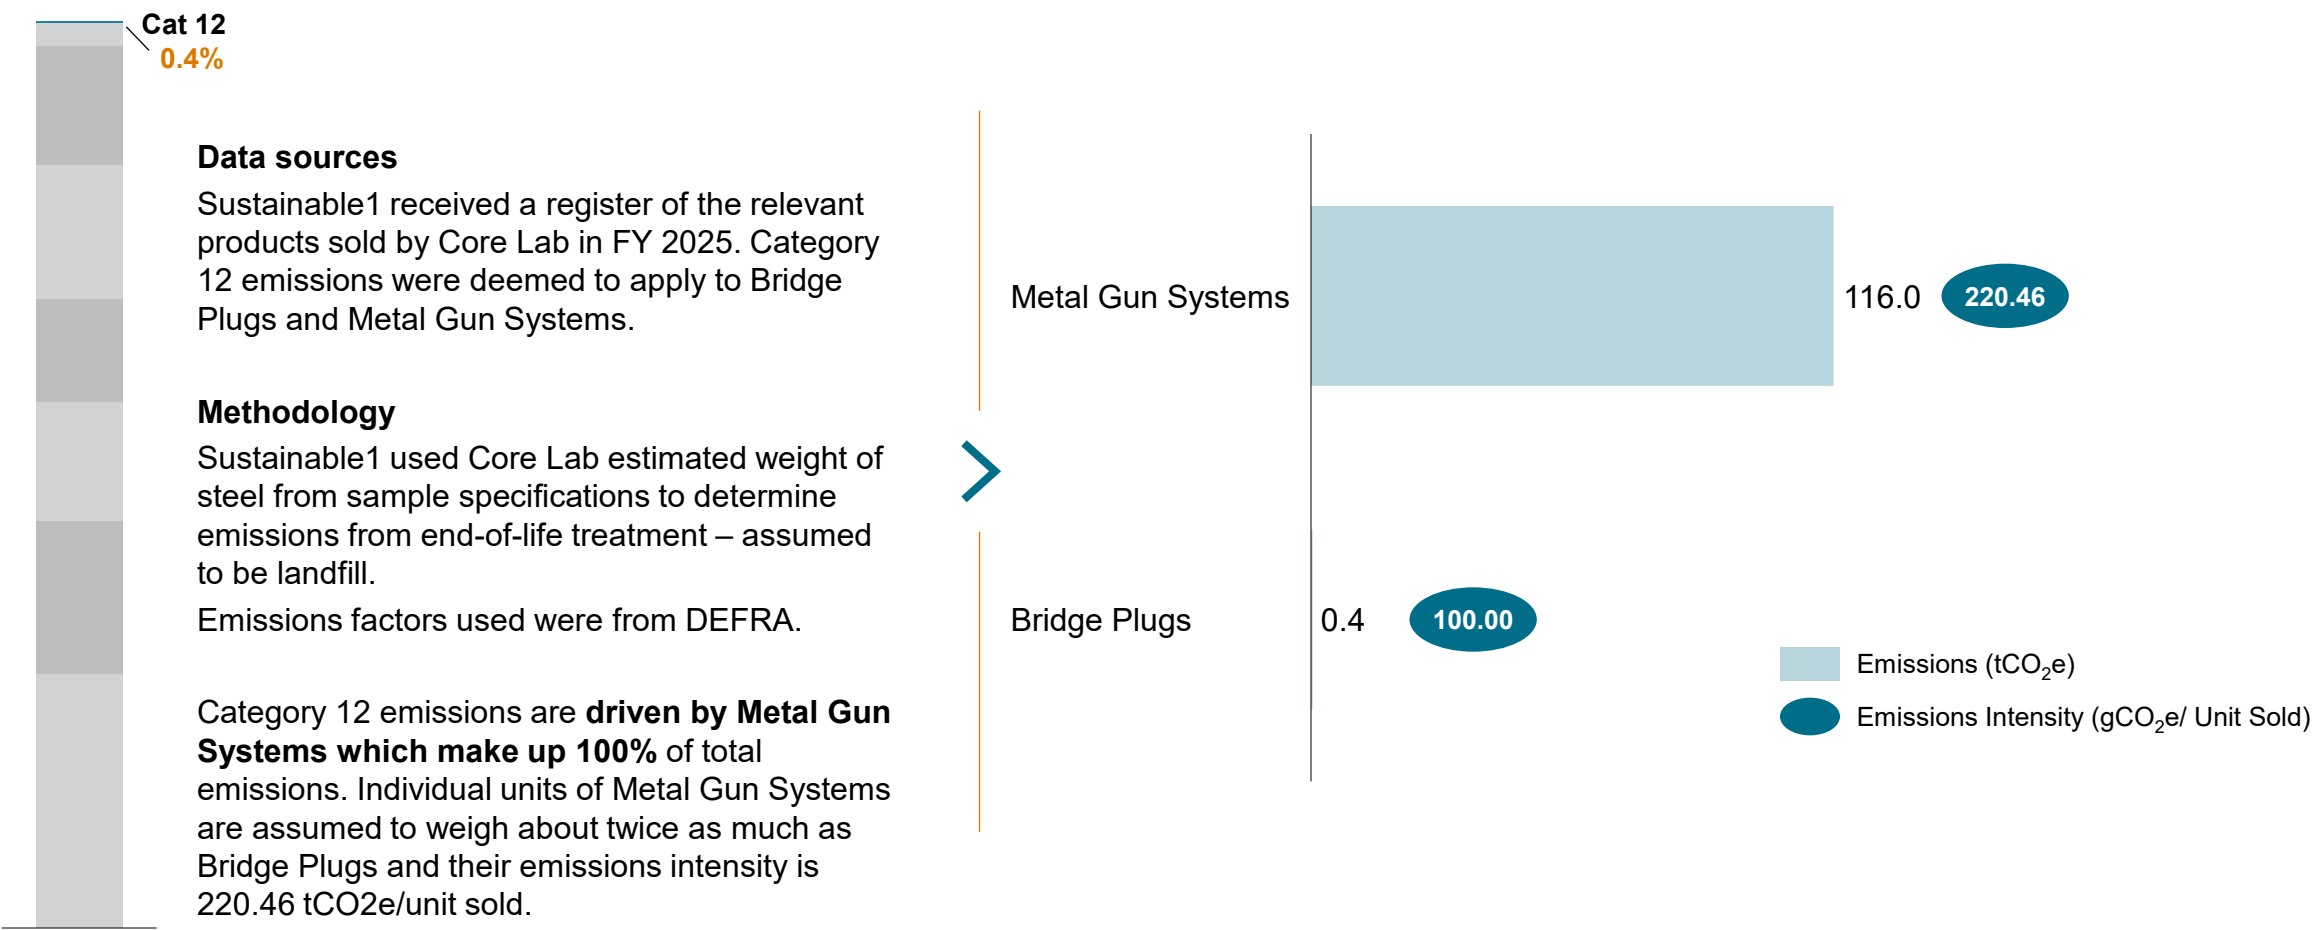 Cat 12
0.4%
Data sources
Sustainable1 received a register of the relevant
products sold by Core Lab in FY 2025. Category
12 emissions were deemed to apply to Bridge
Plugs and Metal Gun Systems.
Methodology
Sustainable1 used Core Lab estimated weight of
steel from sample specifications to determine
emissions from end-of-life treatment – assumed
to be landfill.
Emissions factors used were from DEFRA.
Category 12 emissions are driven by Metal Gun
Systems which make up 100% of total
emissions. Individual units of Metal Gun Systems
are assumed to weigh about twice as much as
Bridge Plugs and their emissions intensity is
220.46 tCO2e/unit sold.
Metal Gun Systems
116.0
220.46
Bridge Plugs
0.4
100.00
Emissions (tCO₂e)
Emissions Intensity (gCO₂e/ Unit Sold)